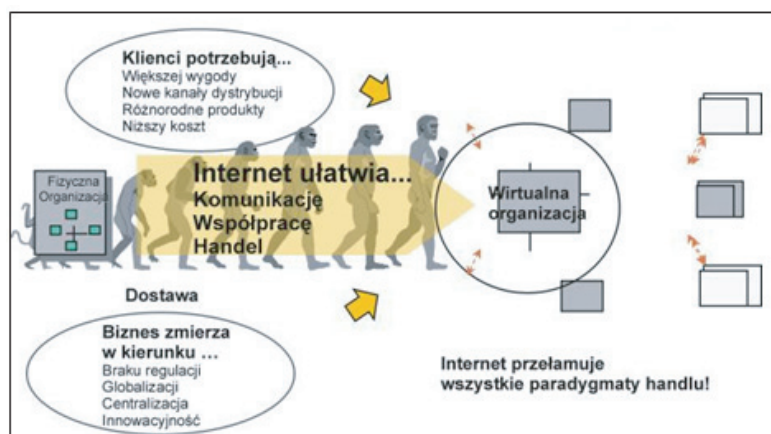 Klienci potrzebują...
Większej wygody
Nowe kanały dystrybucji
Różnorodne produkty
Niższy koszt
Fizyczna
Organizacja
Internet ułatwia...
Komunikację
Współpracę
Handel
Wirtualna
organizacja
Dostawa
Biznes zmierza
w kierunku ...
Braku regulacji
Globalizacji
Centralizacja
Innowacyjność
Internet przełamuje
wszystkie paradygmaty handlu!